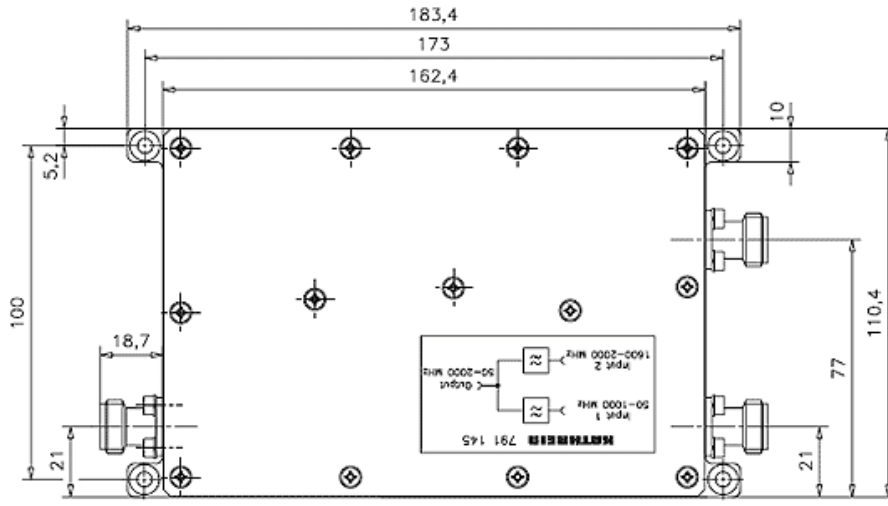 183,4
173
162,4
10
5,2
100
18,7
21
77
110,4
21
KATHREIN 791 145
Input 1
50-1000 MHz
Output
50-2000 MHz
Input 2
1600-2000 MHz